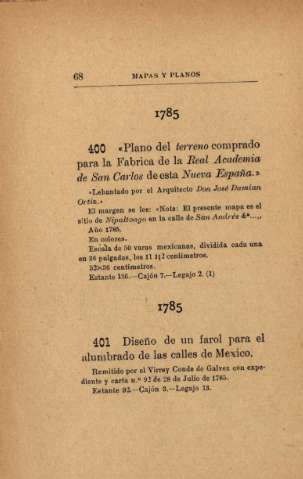 68 MAPAS Y PLANOS
1785
400 «Plano del terreno comprado
para la Fabrica de la Real Academia
de San Carlos de esta Nueva España.»
«Lebantado por el Arquitecto Don José Damian
Ortiz.»
El margen se lee: «Nota: El presente mapa es el
sitio de Nipaltongo en la calle de San Andrés &ª...,,
Año 1785.
En colores.
Escala de 50 varas mexicanas, dividida cada una
en 36 pulgadas, los 11 1|2 centímetros.
52×36 centímetros.
Estante 136.—Cajón 7.—Legajo 2. (1)
1785
401 Diseño de un farol para el
alumbrado de las calles de Mexico.
Remitido por el Virrey Conde de Galvez con expe-
diente y carta n.º 92 de 28 de Julio de 1785.
Estante 92.—Cajón 3.—Legajo 13.